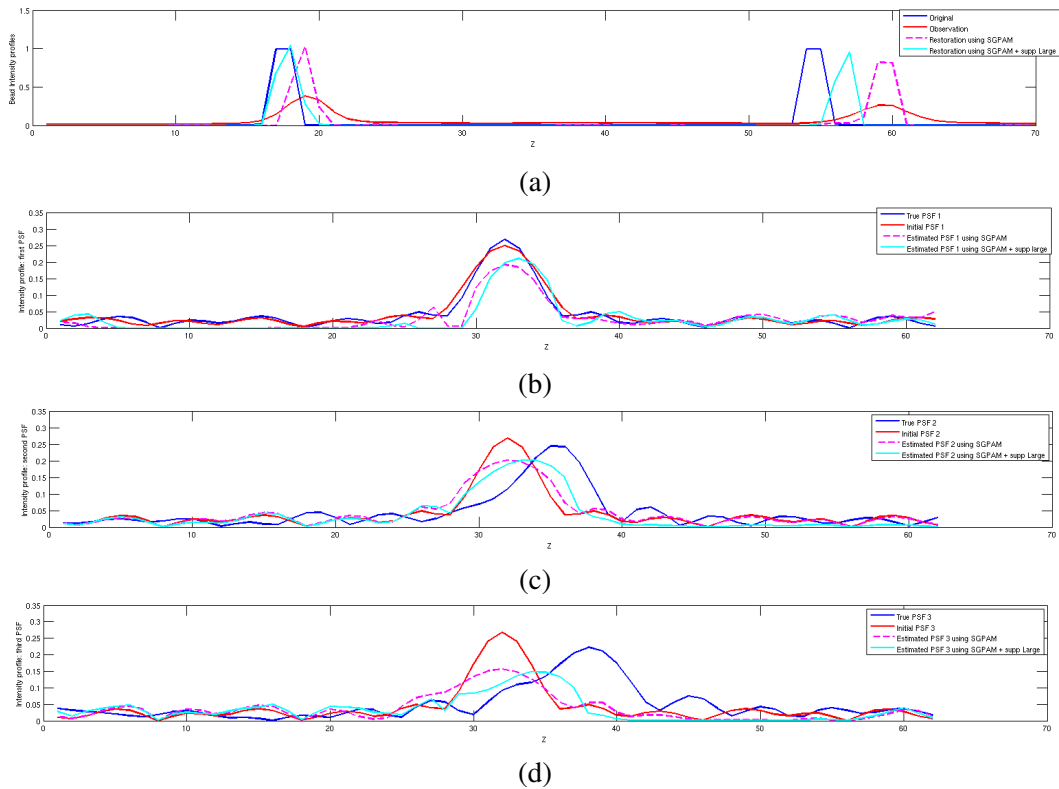 1.5
1
0.5
0
Bead intensity profiles
Original
Observation
Restoration using SGPAM
Restoration using SGPAM + supp Large
0 10 20 30 40 50 60 70
Z
(a)
0.35
0.3
0.25
0.2
0.15
0.1
0.05
0
Intensity profile: first PSF
True PSF 1
Initial PSF 1
Estimated PSF 1 using SGPAM
Estimated PSF 1 using SGPAM + supp large
0 10 20 30 40 50 60 70
Z
(b)
0.35
0.3
0.25
0.2
0.15
0.1
0.05
0
Intensity profile: second PSF
True PSF 2
Initial PSF 2
Estimated PSF 2 using SGPAM
Estimated PSF 2 using SGPAM + supp Large
0 10 20 30 40 50 60 70
Z
(c)
0.35
0.3
0.25
0.2
0.15
0.1
0.05
0
Intensity profile: third PSF
True PSF 3
Initial PSF 3
Estimated PSF 3 using SGPAM
Estimated PSF 3 using SGPAM + supp Large
0 10 20 30 40 50 60 70
Z
(d)